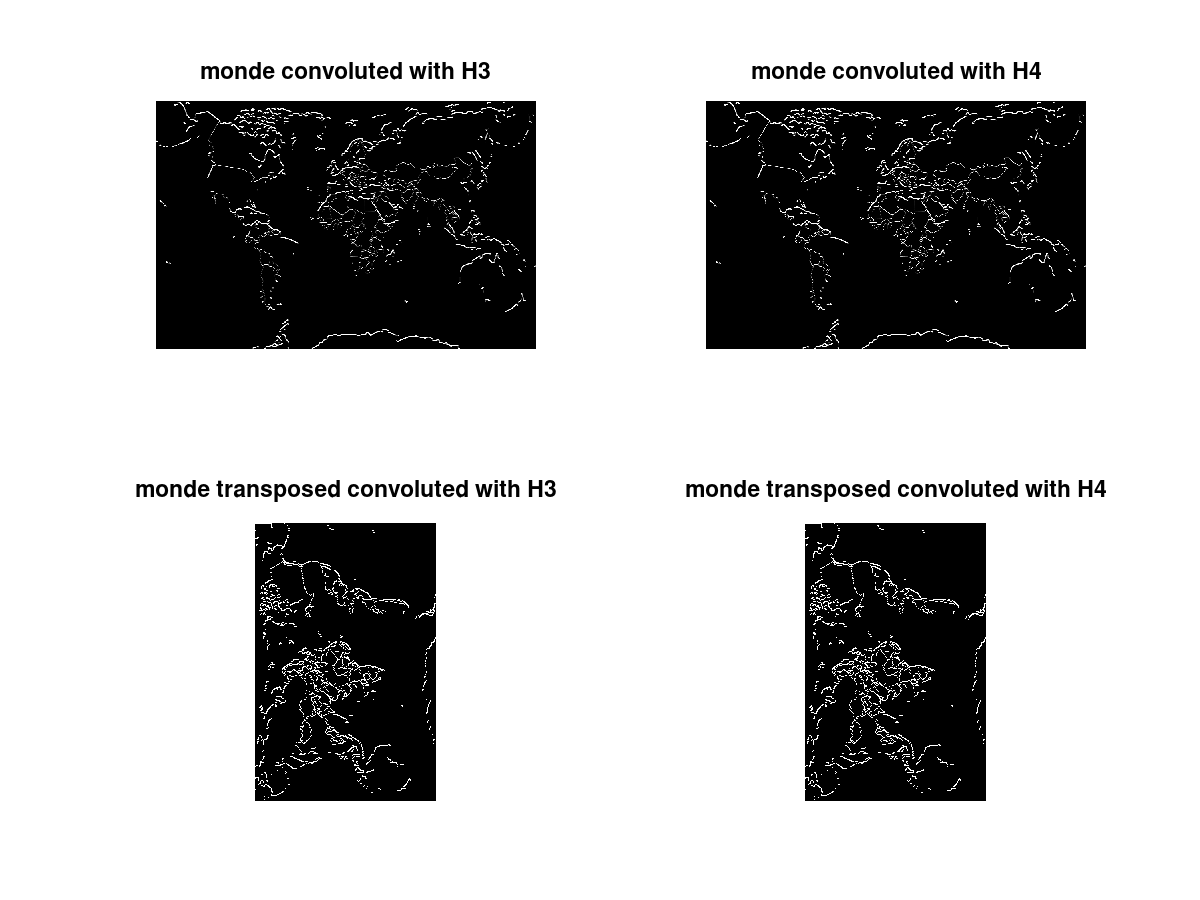 monde convoluted with H3
monde convoluted with H4
monde transposed convoluted with H3
monde transposed convoluted with H4